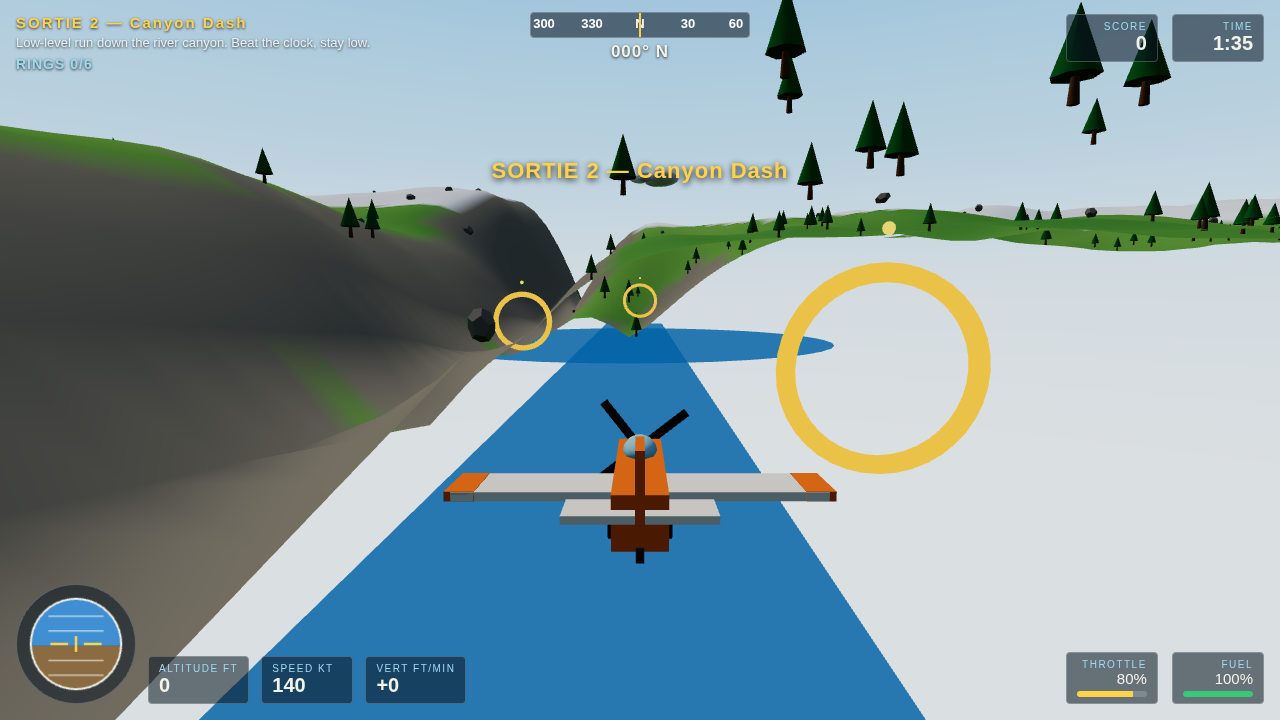 SORTIE 2 — Canyon Dash
Low-level run down the river canyon. Beat the clock, stay low.
RINGS 0/6
300 330 N 30 60
000° N
SCORE
0
TIME
1:35
SORTIE 2 — Canyon Dash
ALTITUDE FT
0
SPEED KT
140
VERT FT/MIN
+0
THROTTLE
80%
FUEL
100%